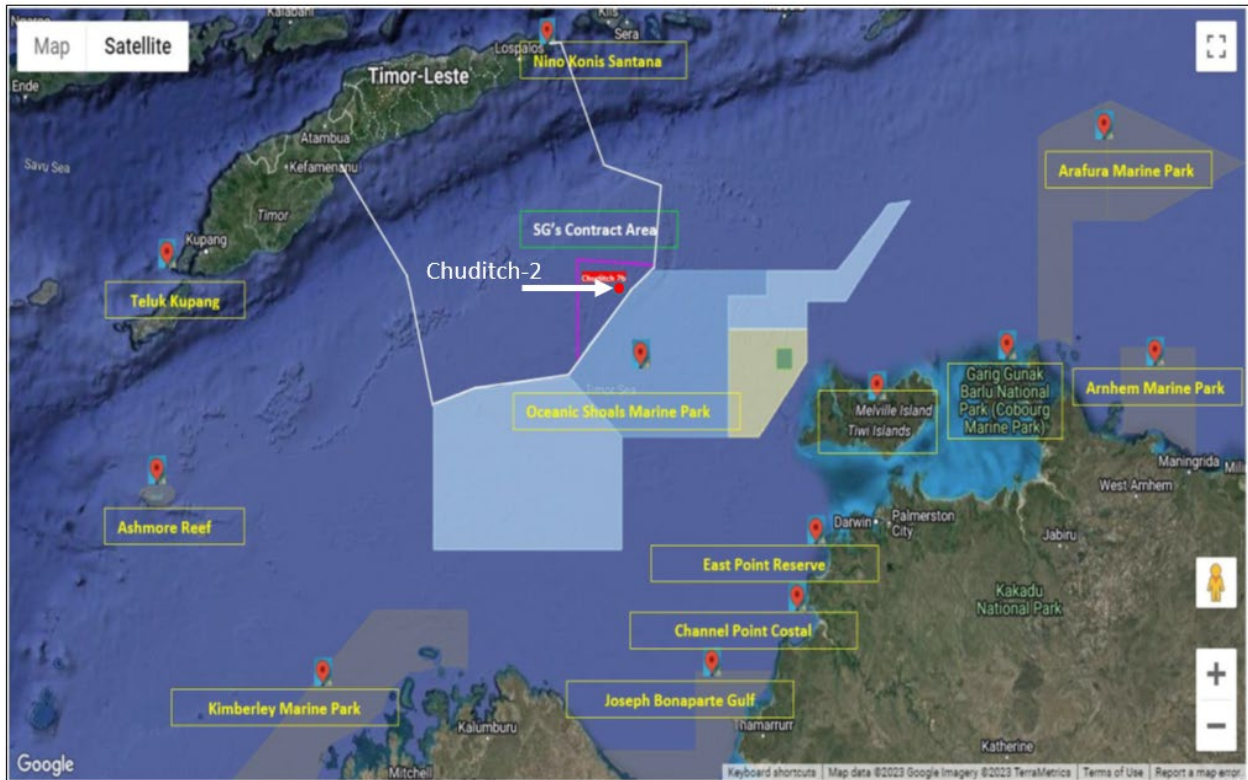 Map
Satellite
Kalabahi
Klis
Sera
Lospalos
Nino Konis Santana
Timor-Leste
Ende
Atambua
Kefamenanu
Savu Sea
Timor
Kupang
Teluk Kupang
Arafura Marine Park
SG's Contract Area
Chuditch-2
Timor Sea
Oceanic Shoals Marine Park
Melville Island
Tiwi Islands
Garig Gunak
Barlu National
Park (Cobourg
Marine Park)
Arnhem Marine Park
Maningrida
West Arnhem
Ashmore Reef
Darwin
Palmerston
City
Jabiru
East Point Reserve
Kakadu
National Park
Channel Point Costal
Joseph Bonaparte Gulf
Kimberley Marine Park
Kalumburu
Thamarrurr
Katherine
Mitchell
Google
Keyboard shortcuts
Map data ©2023 Google Imagery ©2023 TerraMetrics
Terms of Use
Report a map error